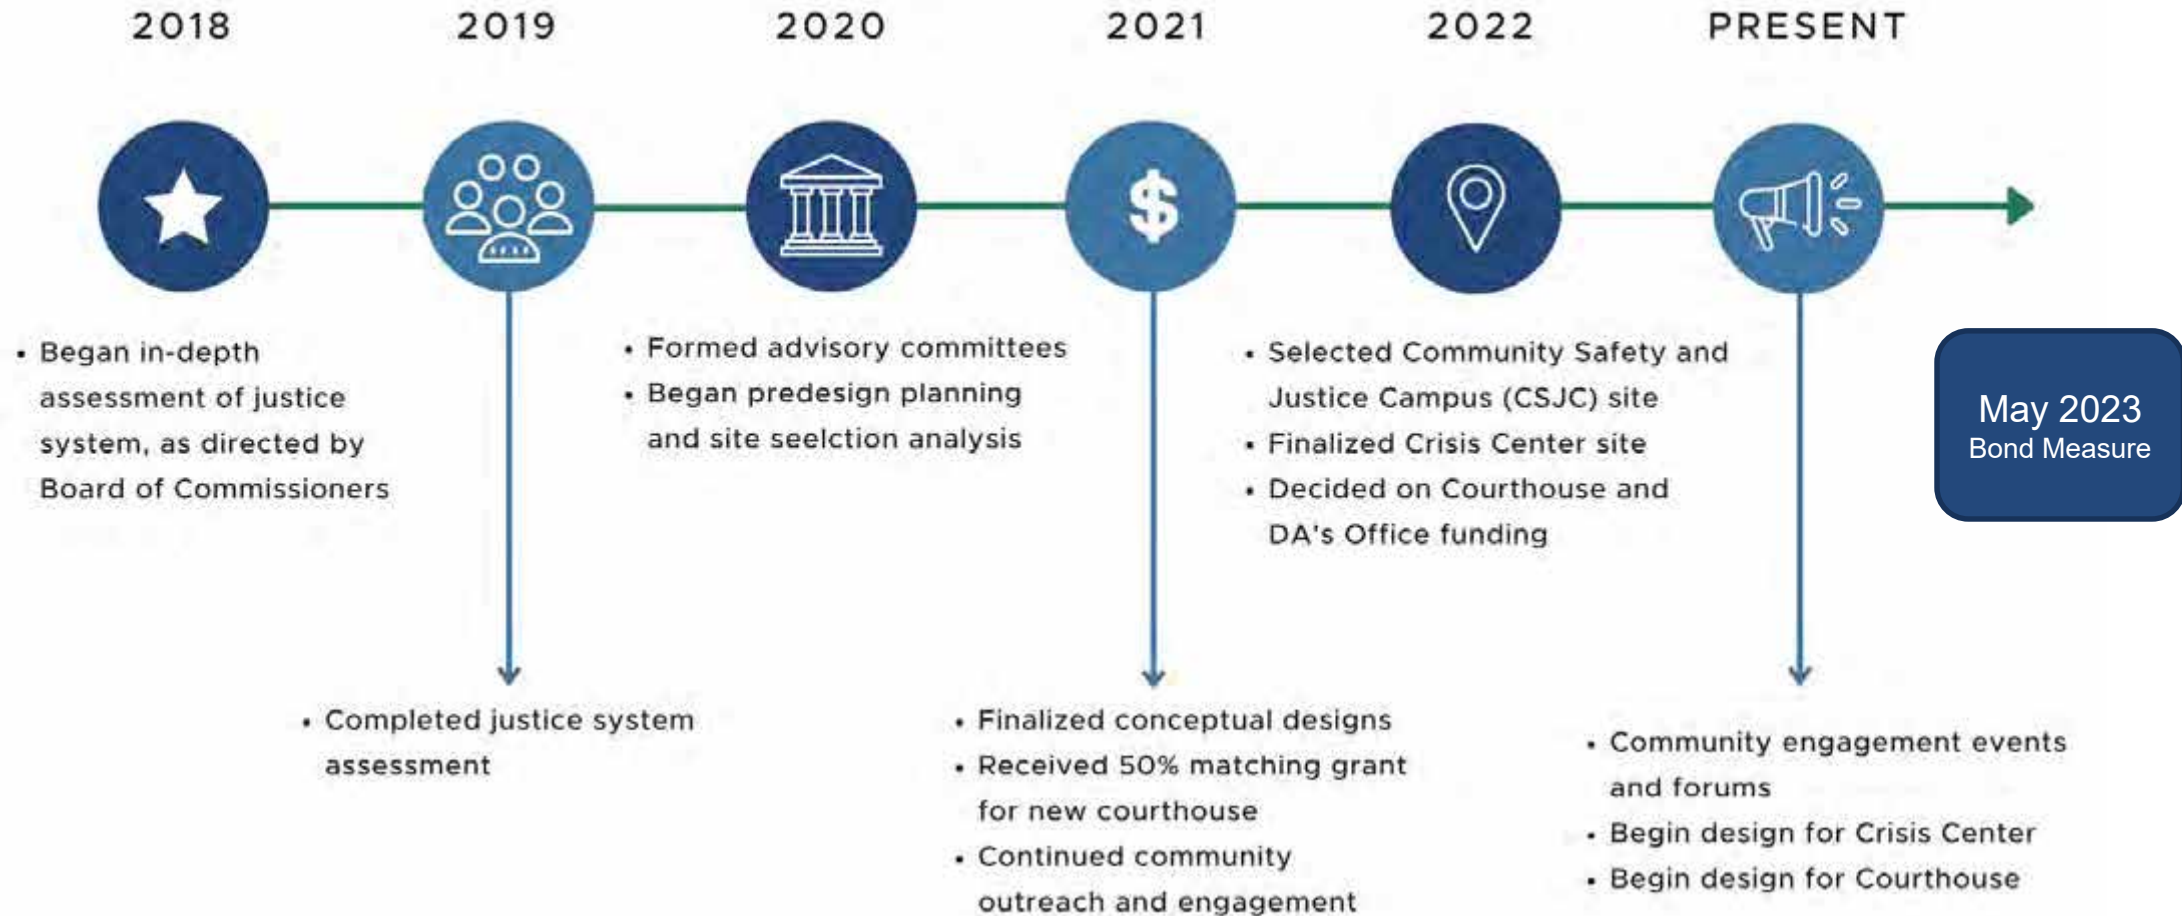 2018
2019
2020
2021
2022
PRESENT
• Began in-depth
assessment of justice
system, as directed by
Board of Commissioners
• Completed justice system
assessment
• Formed advisory committees
• Began predesign planning
and site seelction analysis
• Finalized conceptual designs
• Received 50% matching grant
for new courthouse
• Continued community
outreach and engagement
• Selected Community Safety and
Justice Campus (CSJC) site
• Finalized Crisis Center site
• Decided on Courthouse and
DA's Office funding
• Community engagement events
and forums
• Begin design for Crisis Center
• Begin design for Courthouse
May 2023
Bond Measure